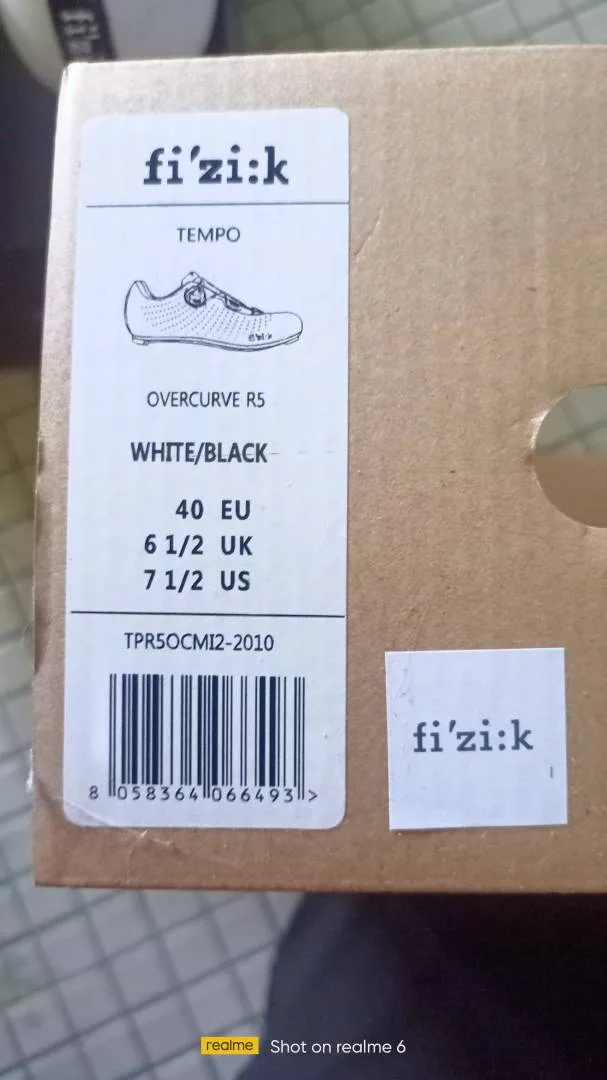 fi'zi:k
TEMPO
OVERCURVE R5
WHITE/BLACK
40 EU
6 1/2 UK
7 1/2 US
TPR5OCMI2-2010
8 058364 066493 >
fi'zi:k
realme Shot on realme 6